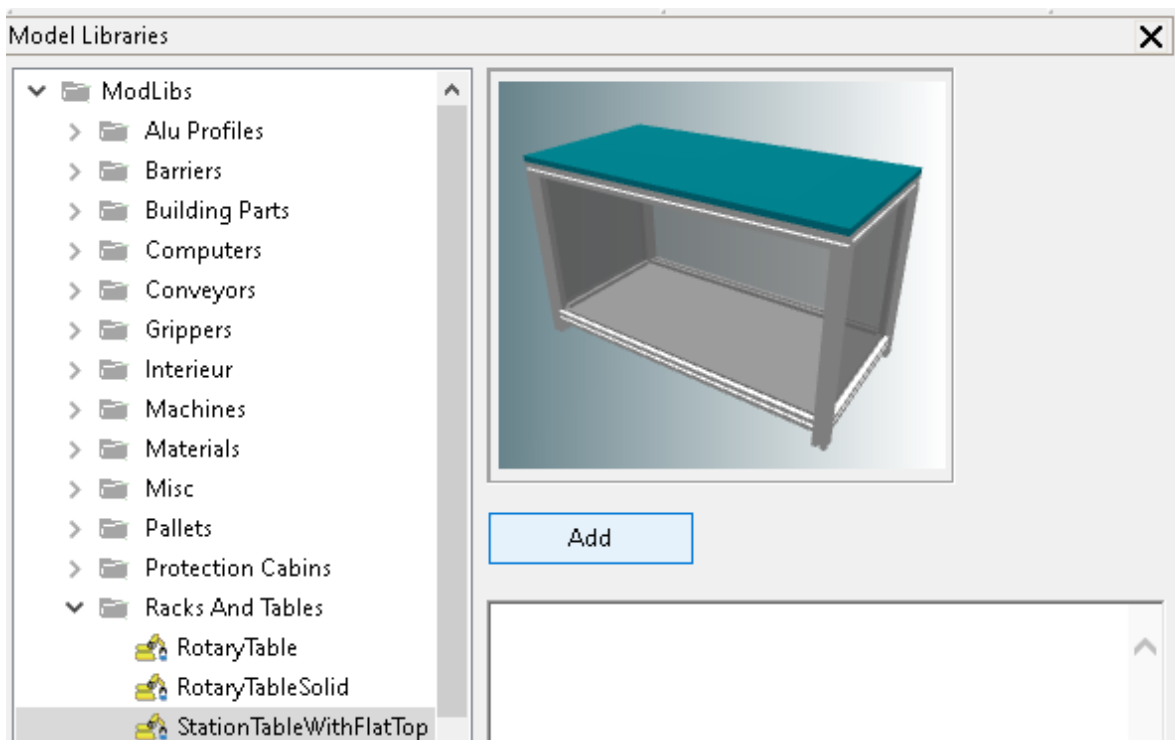 Model Libraries
ModLibs
Alu Profiles
Barriers
Building Parts
Computers
Conveyors
Grippers
Interieur
Machines
Materials
Misc
Pallets
Protection Cabins
Racks And Tables
RotaryTable
RotaryTableSolid
StationTableWithFlatTop
Add